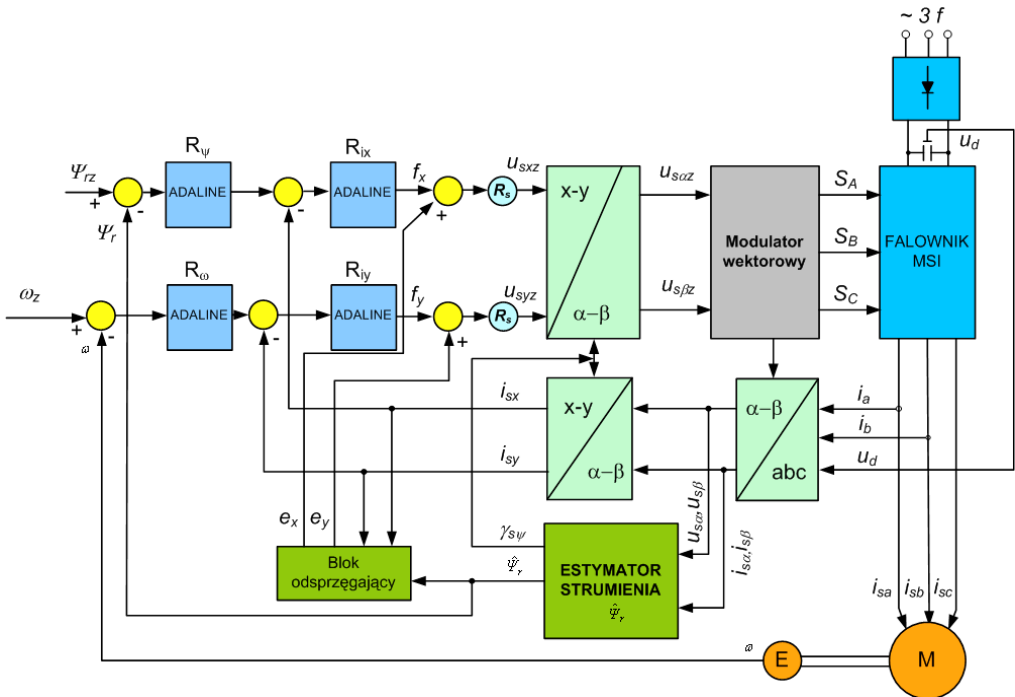 ~ 3 f
u_d
R_ψ
R_ix
f_x
u_sxz
Ψ_rz
ADALINE
ADALINE
R_s
x-y
u_sαz
S_A
+
-
-
+
Ψ_r
Modulator
wektorowy
S_B
FALOWNIK
MSI
R_ω
R_iy
f_y
u_syz
u_sβz
S_C
ω_z
ADALINE
ADALINE
R_s
α–β
+
-
-
+
ω
i_sx
x-y
α–β
i_a
i_b
i_sy
α–β
abc
u_d
e_x
e_y
γ_sψ
u_sα, u_sβ
i_sα, i_sβ
Blok
odsprzęgający
Ψ̂_r
ESTYMATOR
STRUMIENIA
Ψ̂_r
i_sa
i_sb
i_sc
ω
E
M